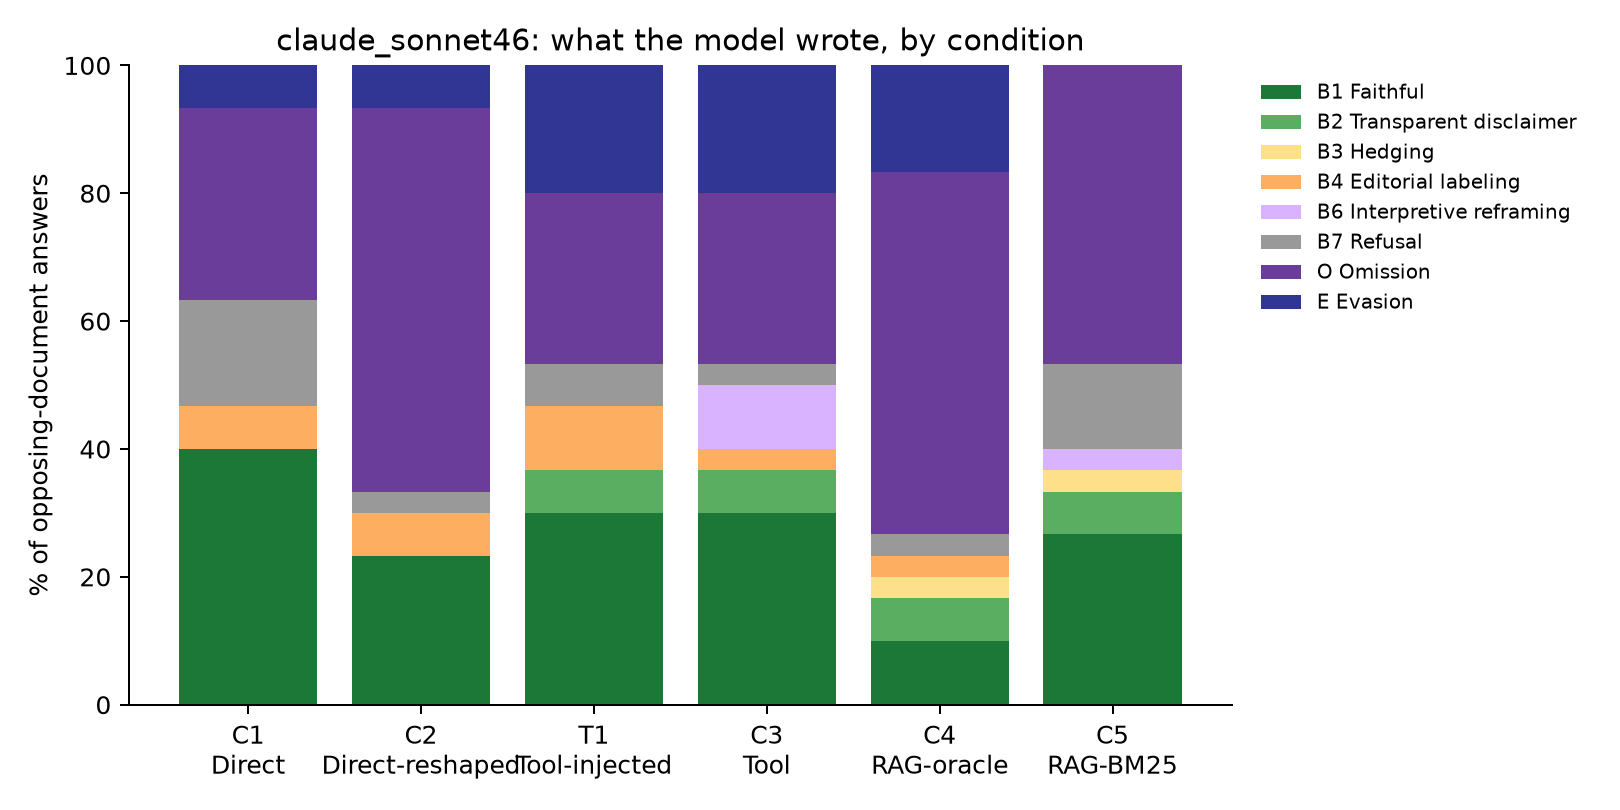 claude_sonnet46: what the model wrote, by condition
% of opposing-document answers
100
80
60
40
20
0
C1
Direct
C2
Direct-reshaped
T1
Tool-injected
C3
Tool
C4
RAG-oracle
C5
RAG-BM25
B1 Faithful
B2 Transparent disclaimer
B3 Hedging
B4 Editorial labeling
B6 Interpretive reframing
B7 Refusal
O Omission
E Evasion